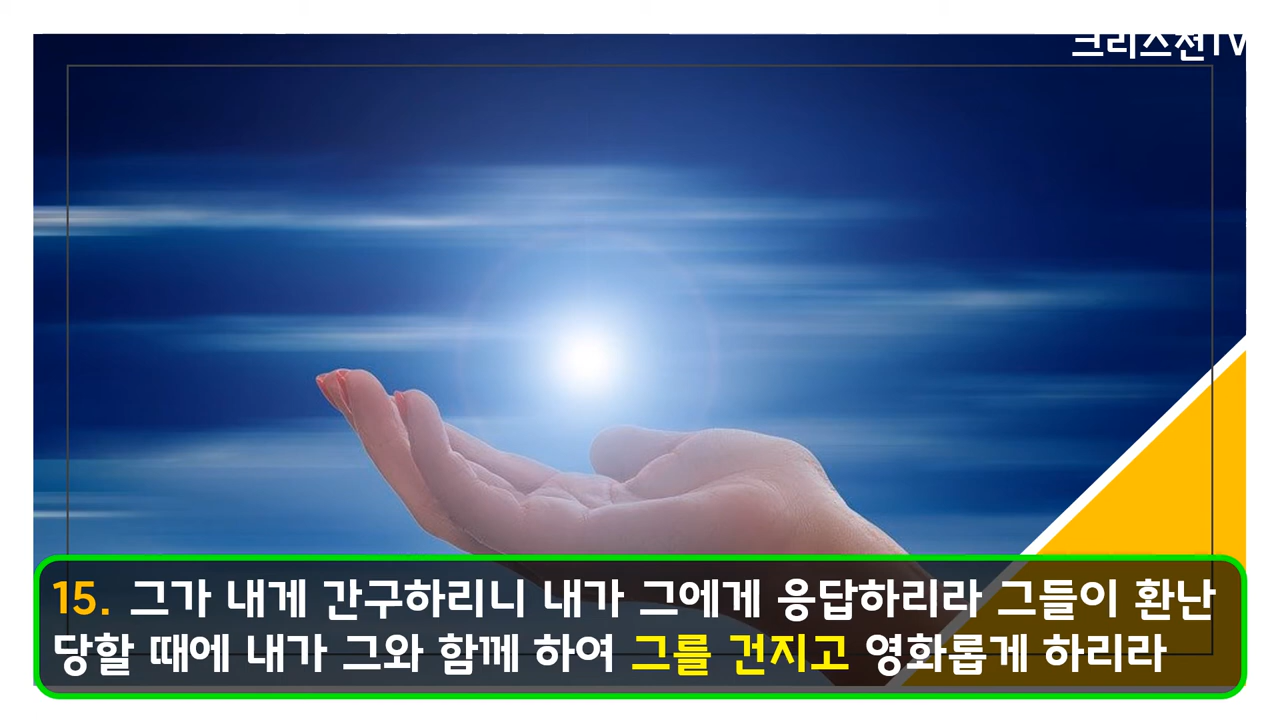 크리스천TV
15. 그가 내게 간구하리니 내가 그에게 응답하리라 그들이 환난
당할 때에 내가 그와 함께 하여 그를 건지고 영화롭게 하리라